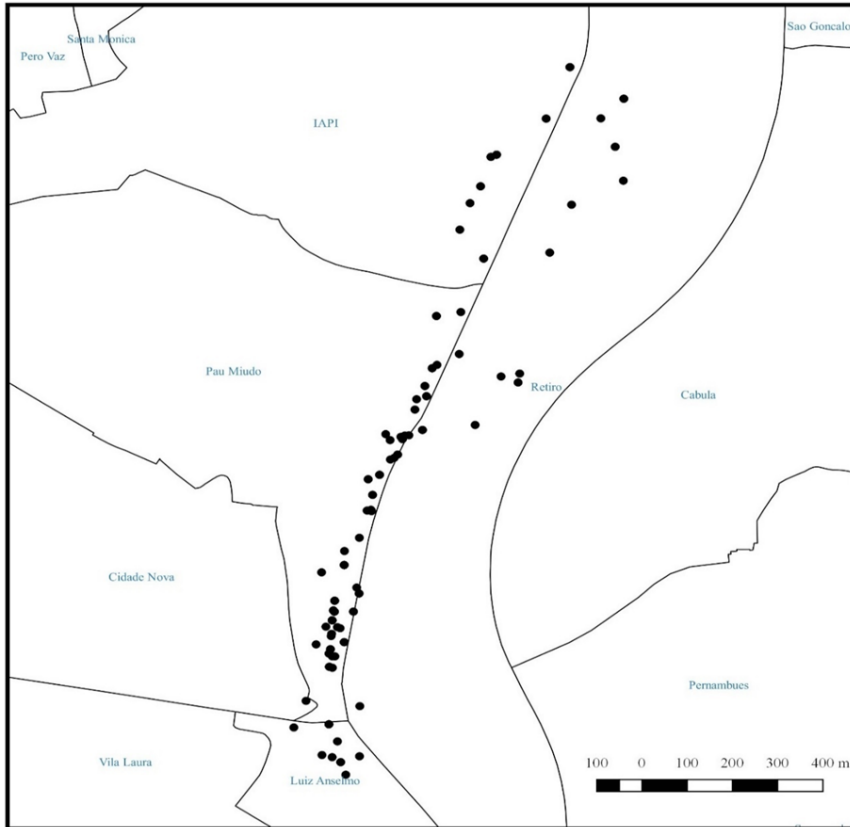 Santa Monica
Sao Goncalo
Pero Vaz
IAPI
Pau Miudo
Retiro
Cabula
Cidade Nova
Pernambues
Vila Laura
Luiz Anselmo
100 0 100 200 300 400 m